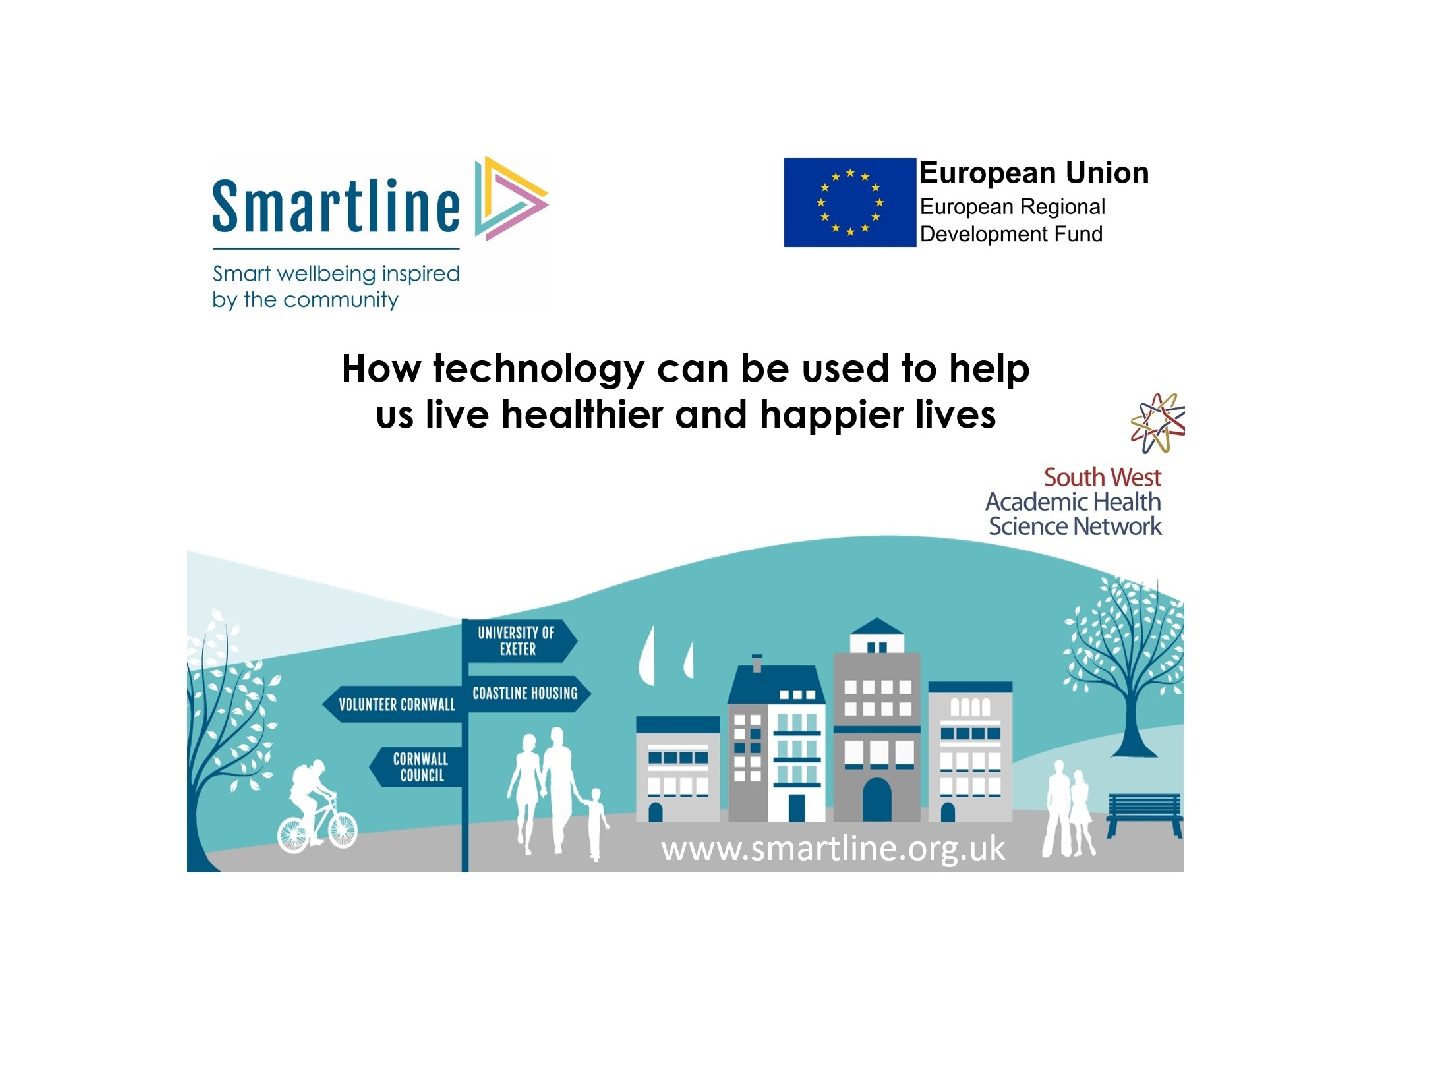 Smartline
Smart wellbeing inspired
by the community
European Union
European Regional
Development Fund
How technology can be used to help
us live healthier and happier lives
South West
Academic Health
Science Network
UNIVERSITY OF
EXETER
COASTLINE HOUSING
VOLUNTEER CORNWALL
CORNWALL
COUNCIL
www.smartline.org.uk